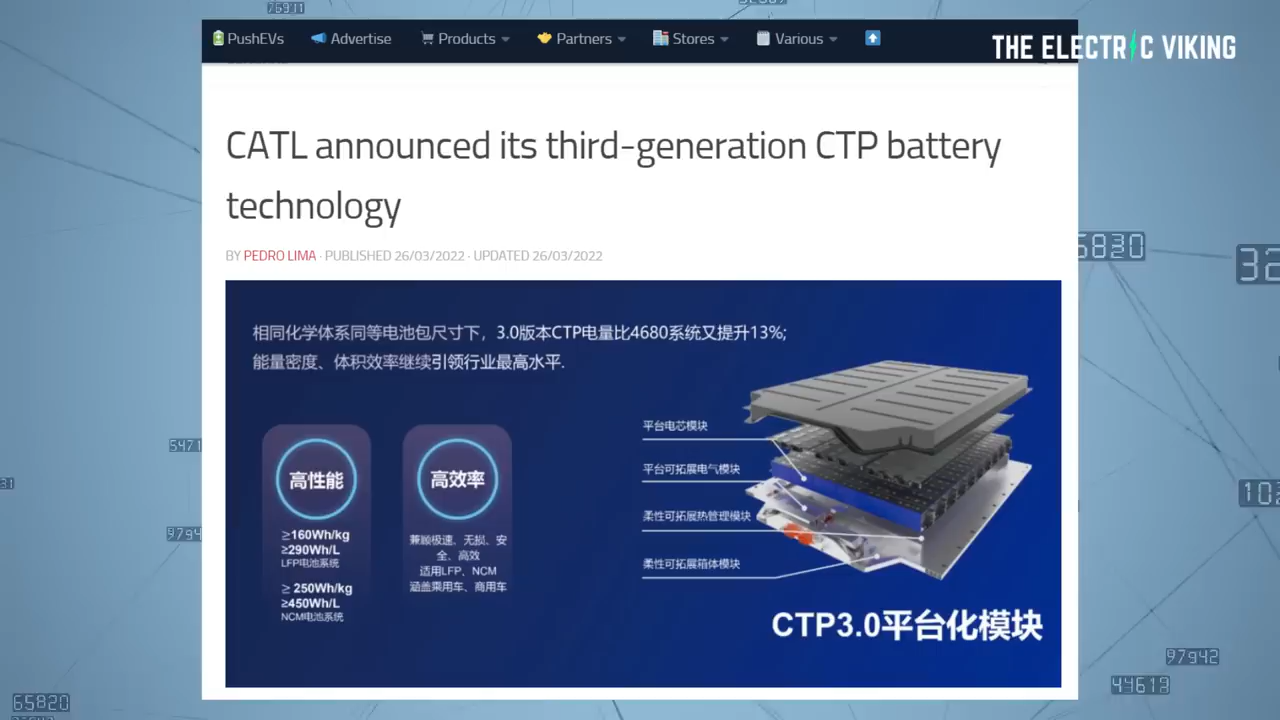 PushEVs Advertise Products Partners Stores Various
THE ELECTRIC VIKING
CATL announced its third-generation CTP battery
technology
BY PEDRO LIMA · PUBLISHED 26/03/2022 · UPDATED 26/03/2022
相同化学体系同等电池包尺寸下，3.0版本CTP电量比4680系统又提升13%;
能量密度、体积效率继续引领行业最高水平.
高性能
≥160Wh/kg
≥290Wh/L
LFP电池系统
≥ 250Wh/kg
≥450Wh/L
NCM电池系统
高效率
兼顾极速、无损、安
全、高效
适用LFP、NCM
涵盖乘用车、商用车
平台电芯模块
平台可拓展电气模块
柔性可拓展热管理模块
柔性可拓展箱体模块
CTP3.0平台化模块
6830
32
5471
9794
97942
44619
65820